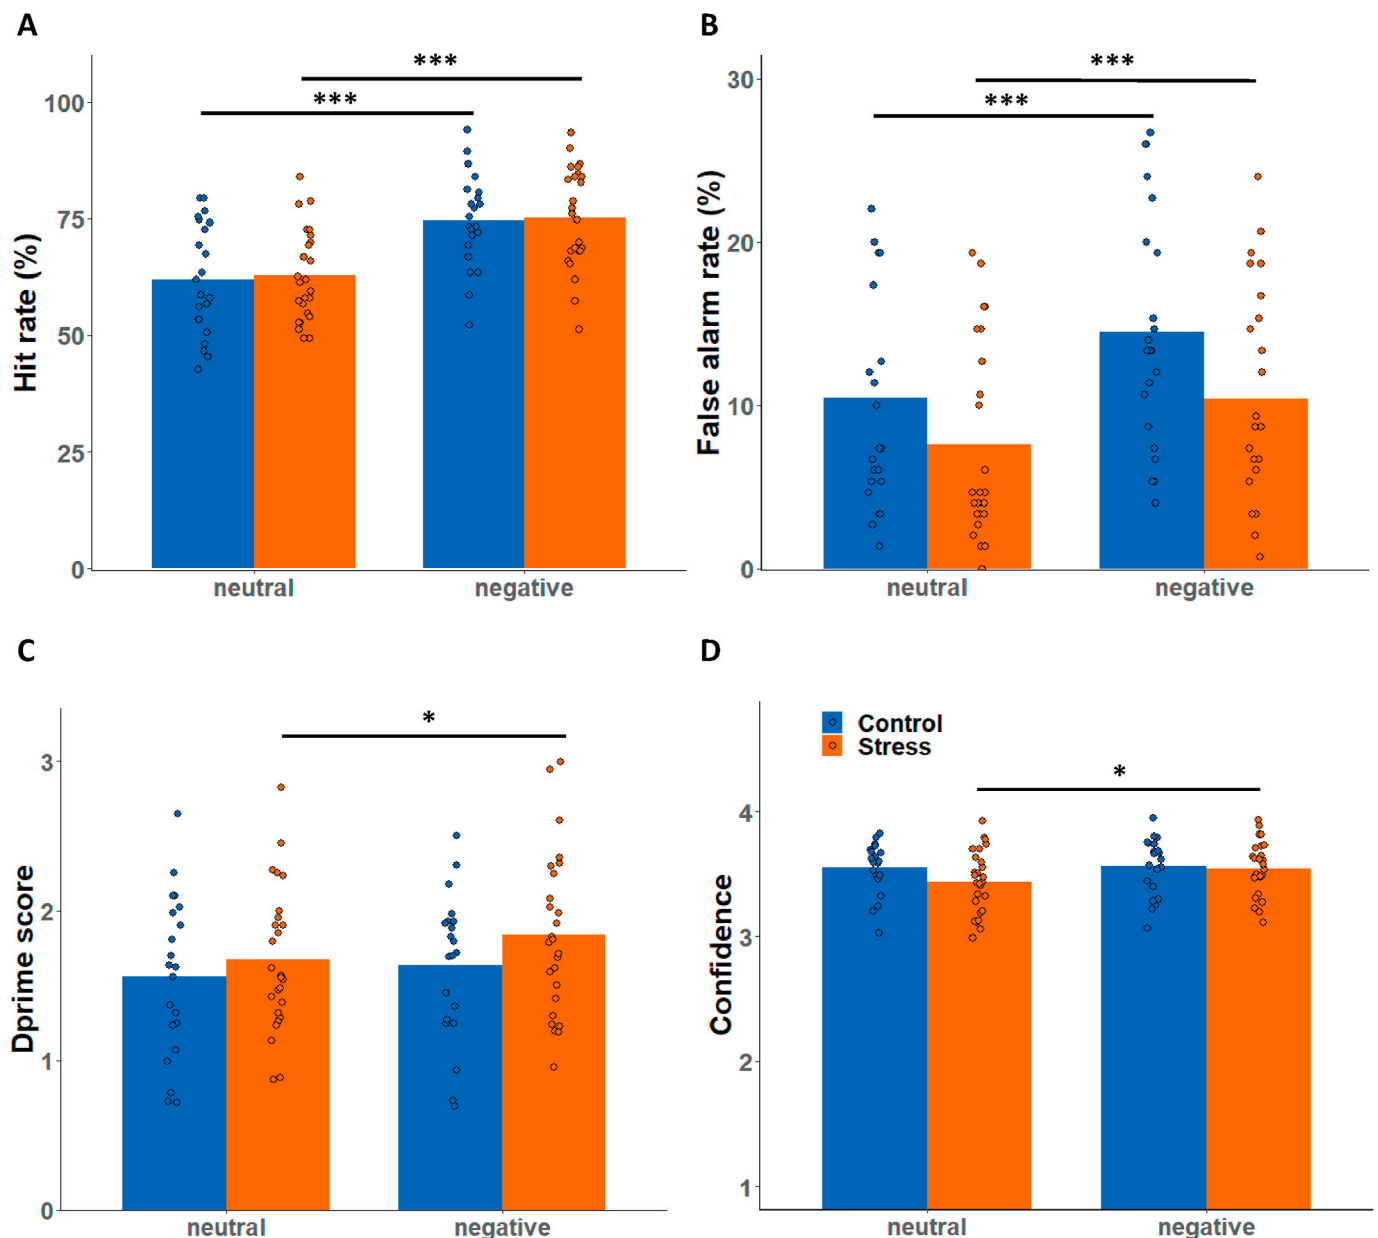 A
***
***
100
75
50
25
0
Hit rate (%)
neutral negative
B
***
***
30
20
10
0
False alarm rate (%)
neutral negative
C
*
3
2
1
0
Dprime score
neutral negative
D
Control
Stress
*
4
3
2
1
Confidence
neutral negative